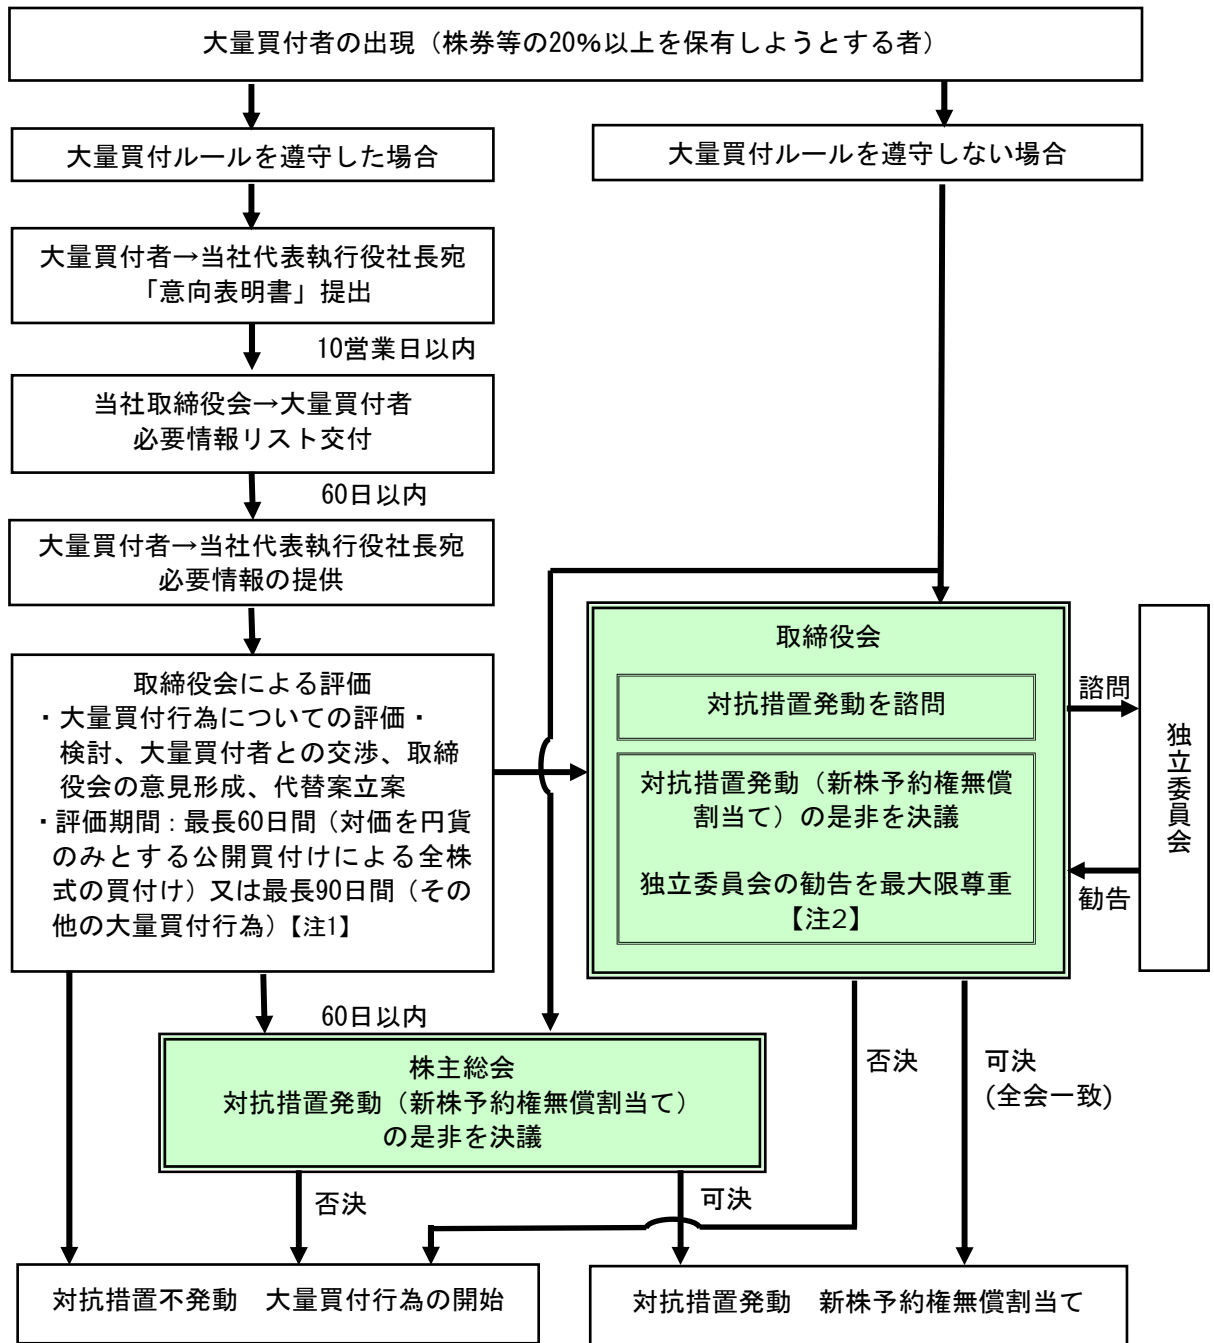 大量買付者の出現（株券等の20%以上を保有しようとする者）
大量買付ルールを遵守した場合
大量買付ルールを遵守しない場合
大量買付者→当社代表執行役社長宛
「意向表明書」提出
10営業日以内
当社取締役会→大量買付者
必要情報リスト交付
60日以内
大量買付者→当社代表執行役社長宛
必要情報の提供
取締役会による評価
・大量買付行為についての評価・
検討、大量買付者との交渉、取締
役会の意見形成、代替案立案
・評価期間：最長60日間（対価を円貨
のみとする公開買付けによる全株
式の買付け）又は最長90日間（その
他の大量買付行為）【注1】
取締役会
対抗措置発動を諮問
対抗措置発動（新株予約権無償
割当て）の是非を決議
独立委員会の勧告を最大限尊重
【注2】
諮問
勧告
独立委員会
60日以内
株主総会
対抗措置発動（新株予約権無償割当て）
の是非を決議
否決
可決
(全会一致)
否決
可決
対抗措置不発動　大量買付行為の開始
対抗措置発動　新株予約権無償割当て